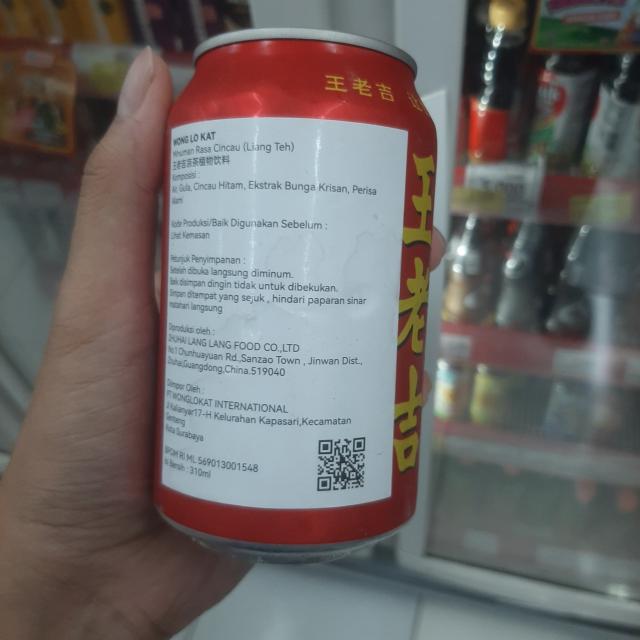 王老吉
王老吉
WONG LO KAT
Minuman Rasa Cincau (Liang Teh)
王老吉凉茶植物饮料
Komposisi :
Air, Gula, Cincau Hitam, Ekstrak Bunga Krisan, Perisa
Alami
Kode Produksi/Baik Digunakan Sebelum :
Lihat Kemasan
Petunjuk Penyimpanan :
Setelah dibuka langsung diminum.
Baik disimpan dingin tidak untuk dibekukan.
Simpan ditempat yang sejuk , hindari paparan sinar
matahari langsung
Diproduksi oleh :
ZHUHAI LANG LANG FOOD CO.,LTD
No.1 Chunhuayuan Rd.,Sanzao Town , Jinwan Dist.,
Zhuhai,Guangdong,China.519040
Diimpor Oleh :
PT WONGLOKAT INTERNATIONAL
Jl Kalianyar17-H Kelurahan Kapasari,Kecamatan
Genteng
Kota Surabaya
BPOM RI ML 569013001548
Isi Bersih : 310ml